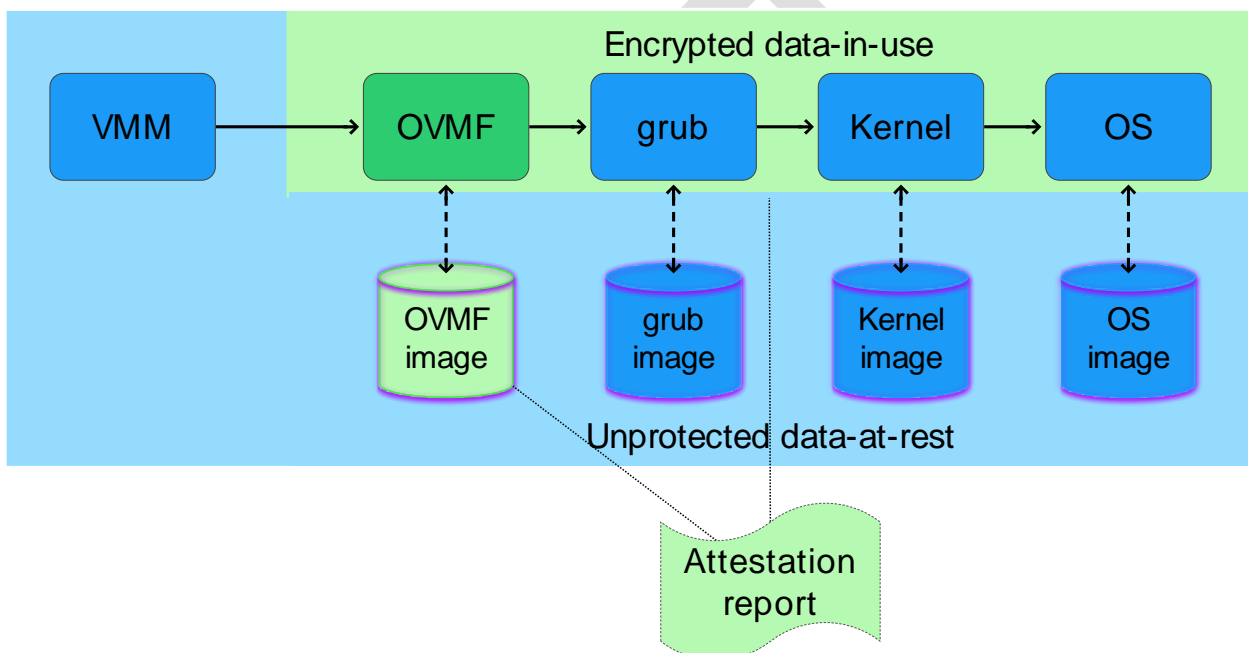 Encrypted data-in-use
VMM
OVMF
grub
Kernel
OS
OVMF
image
grub
image
Kernel
image
OS
image
Unprotected data-at-rest
Attestation
report